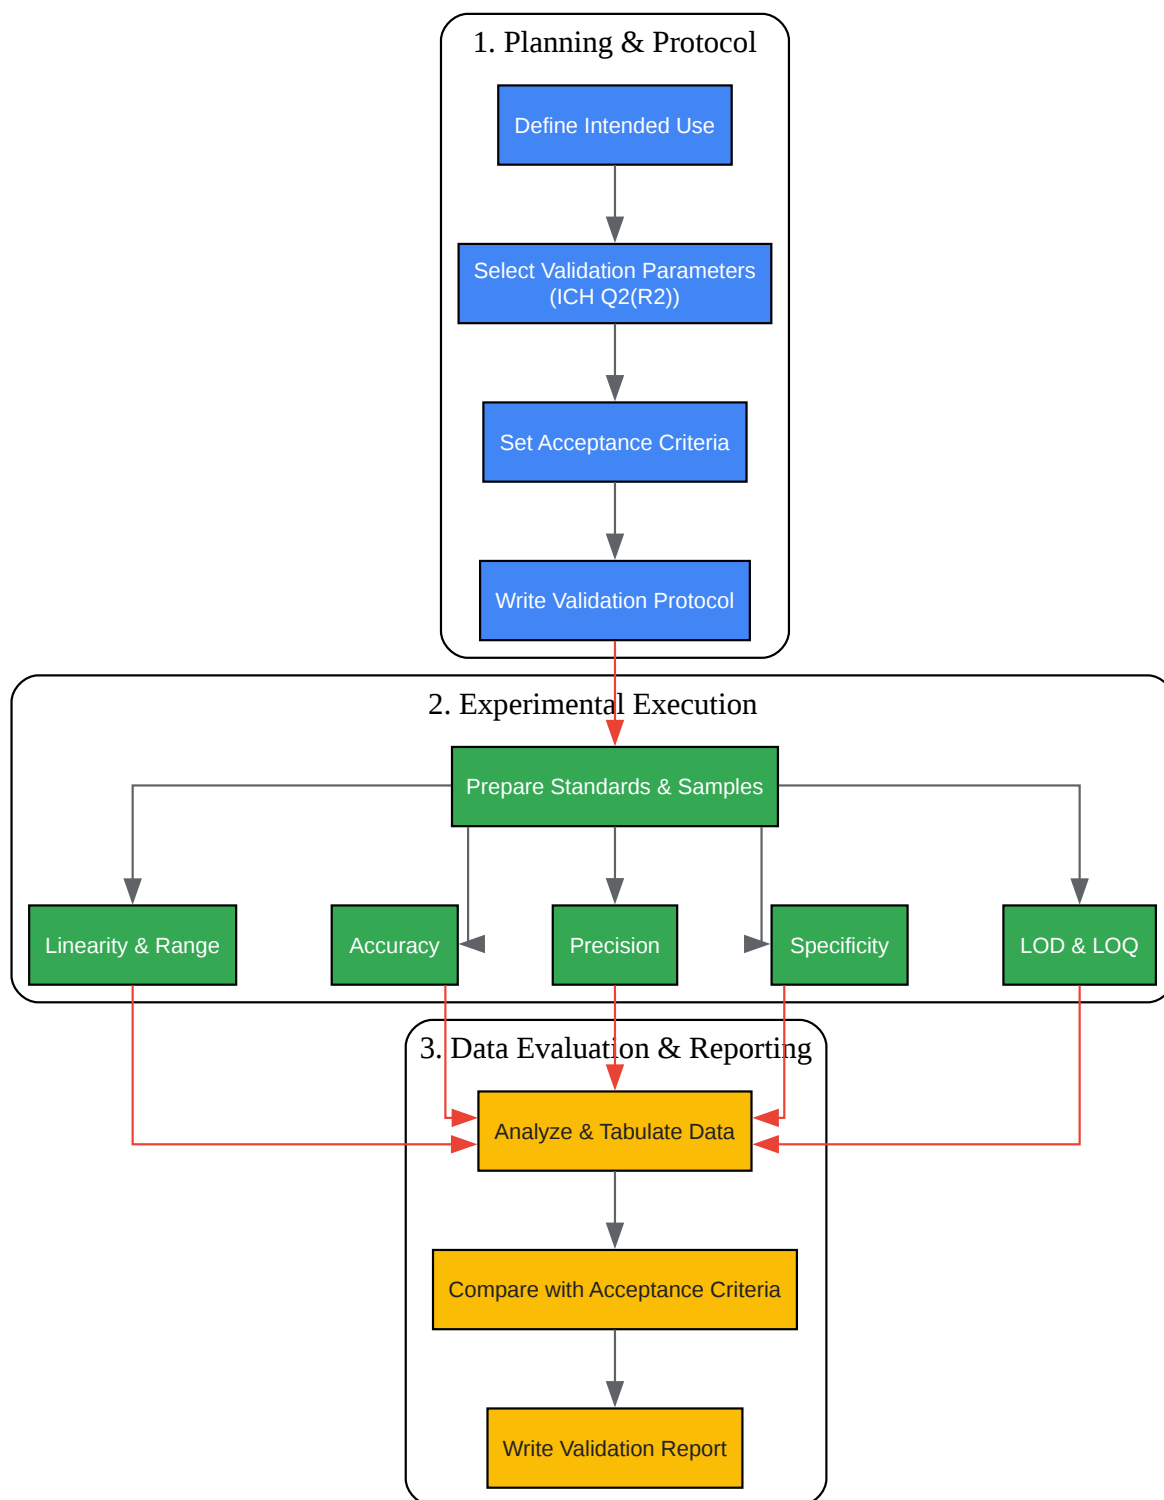 1. Planning & Protocol
Define Intended Use
Select Validation Parameters
(ICH Q2(R2))
Set Acceptance Criteria
Write Validation Protocol
2. Experimental Execution
Prepare Standards & Samples
Linearity & Range
Accuracy
Precision
Specificity
LOD & LOQ
3. Data Evaluation & Reporting
Analyze & Tabulate Data
Compare with Acceptance Criteria
Write Validation Report